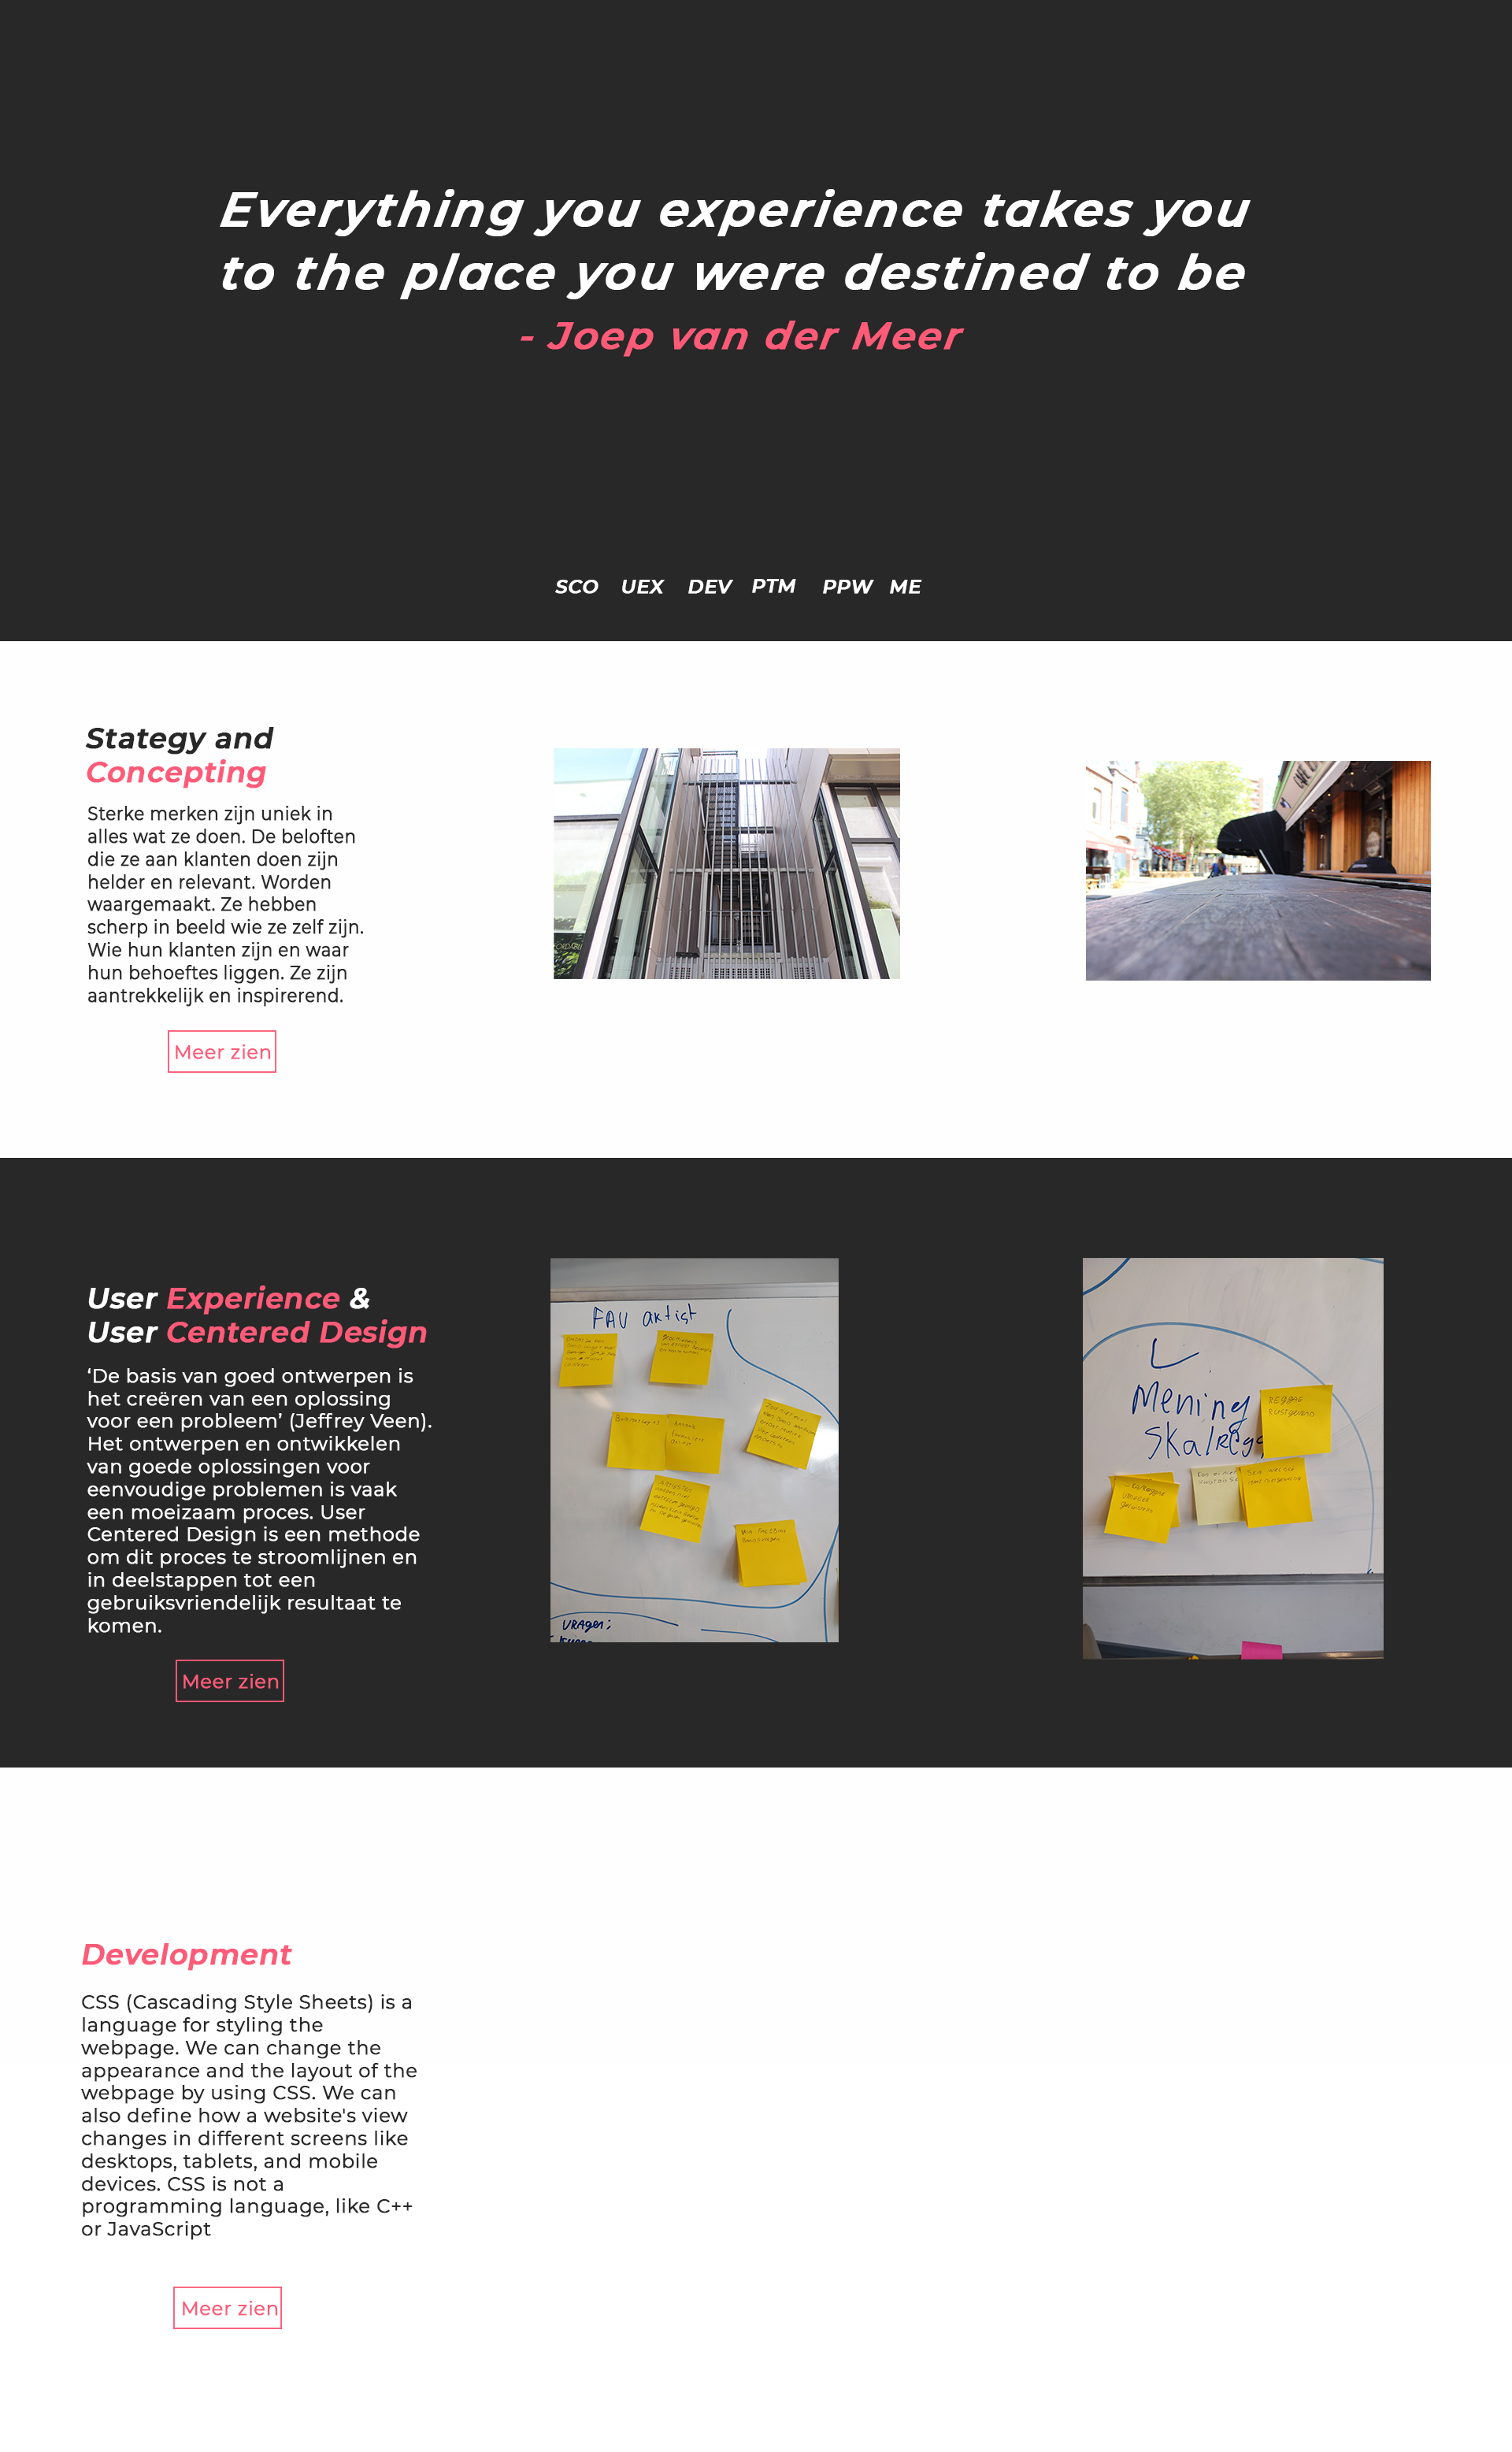 Everything you experience takes you
to the place you were destined to be
- Joep van der Meer
SCO UEX DEV PTM PPW ME
Stategy and
Concepting
Sterke merken zijn uniek in
alles wat ze doen. De beloften
die ze aan klanten doen zijn
helder en relevant. Worden
waargemaakt. Ze hebben
scherp in beeld wie ze zelf zijn.
Wie hun klanten zijn en waar
hun behoeftes liggen. Ze zijn
aantrekkelijk en inspirerend.
Meer zien
User Experience &
User Centered Design
‘De basis van goed ontwerpen is
het creëren van een oplossing
voor een probleem’ (Jeffrey Veen).
Het ontwerpen en ontwikkelen
van goede oplossingen voor
eenvoudige problemen is vaak
een moeizaam proces. User
Centered Design is een methode
om dit proces te stroomlijnen en
in deelstappen tot een
gebruiksvriendelijk resultaat te
komen.
Meer zien
FAV artist
VRAgen;
Mening
Ska/Regg
REGGAE
RUSTGEVEND
Development
CSS (Cascading Style Sheets) is a
language for styling the
webpage. We can change the
appearance and the layout of the
webpage by using CSS. We can
also define how a website's view
changes in different screens like
desktops, tablets, and mobile
devices. CSS is not a
programming language, like C++
or JavaScript
Meer zien